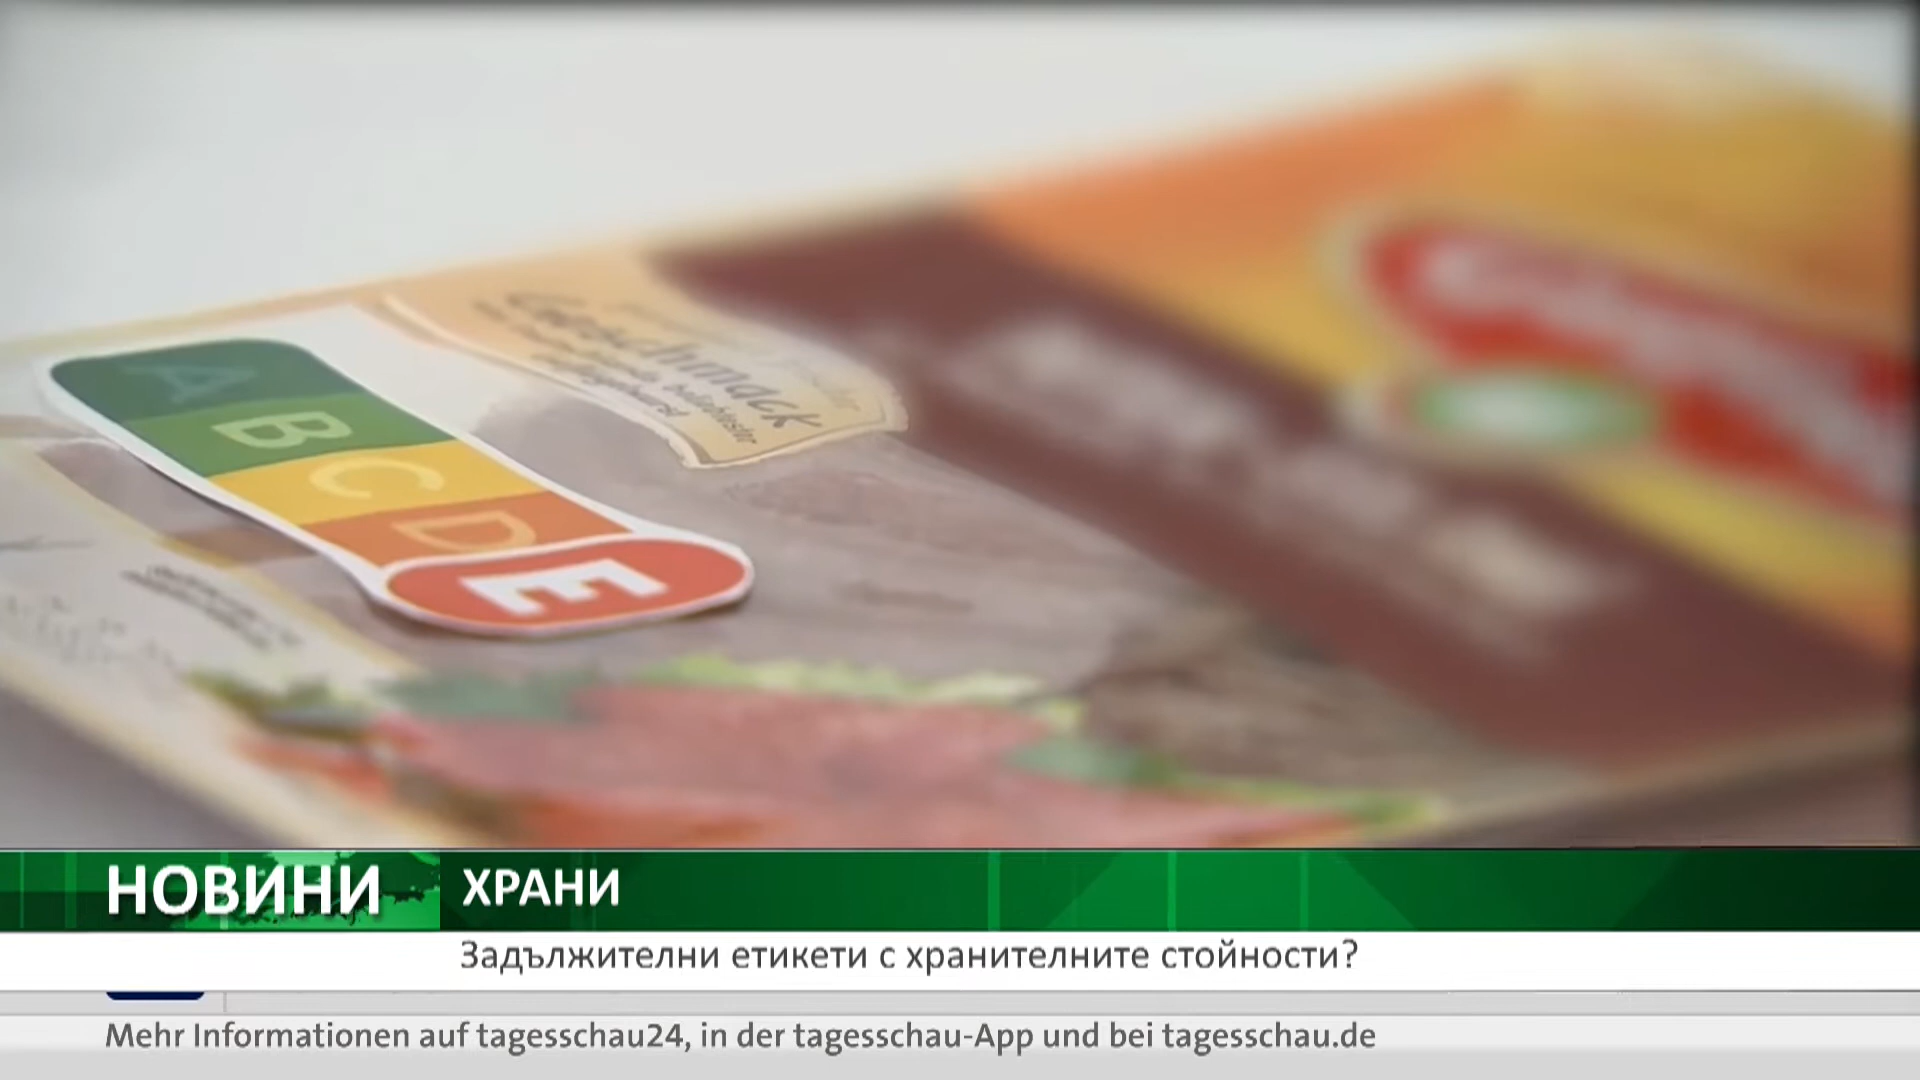 A
B
C
D
E
Geschmack
НОВИНИ
ХРАНИ
Задължителни етикети с хранителните стойности?
Mehr Informationen auf tagesschau24, in der tagesschau-App und bei tagesschau.de